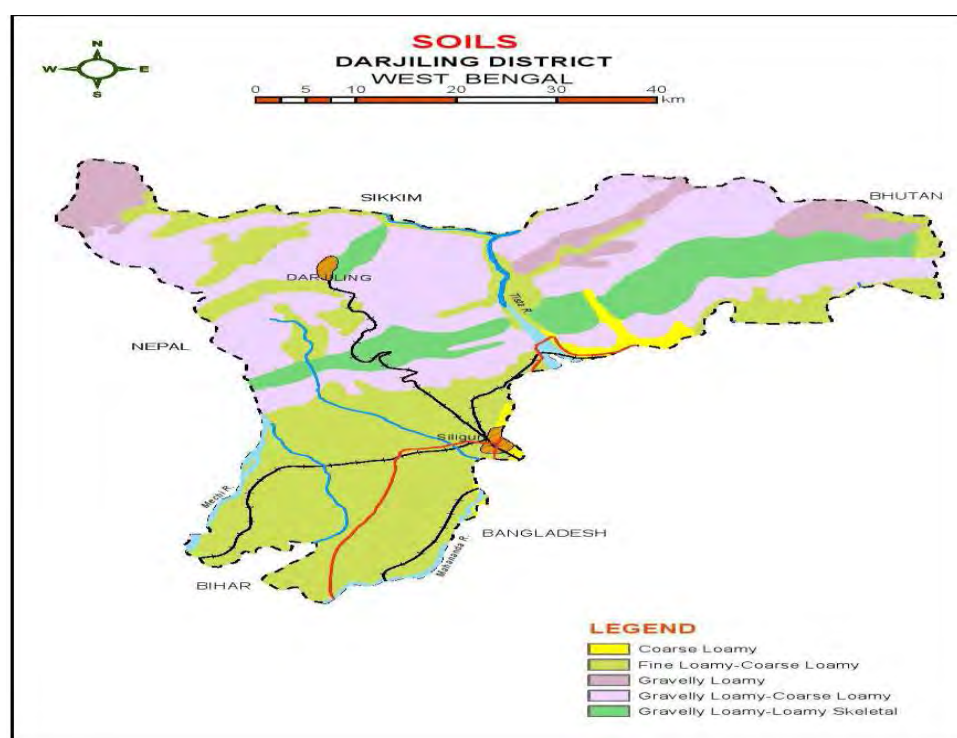 SOILS
DARJILING DISTRICT
WEST BENGAL
N
W E
S
0 5 10 20 30 40
km
SIKKIM
BHUTAN
DARJILING
Tista R.
NEPAL
Siliguri
Mechi R.
BANGLADESH
Mahananda R.
BIHAR
LEGEND
Coarse Loamy
Fine Loamy-Coarse Loamy
Gravelly Loamy
Gravelly Loamy-Coarse Loamy
Gravelly Loamy-Loamy Skeletal